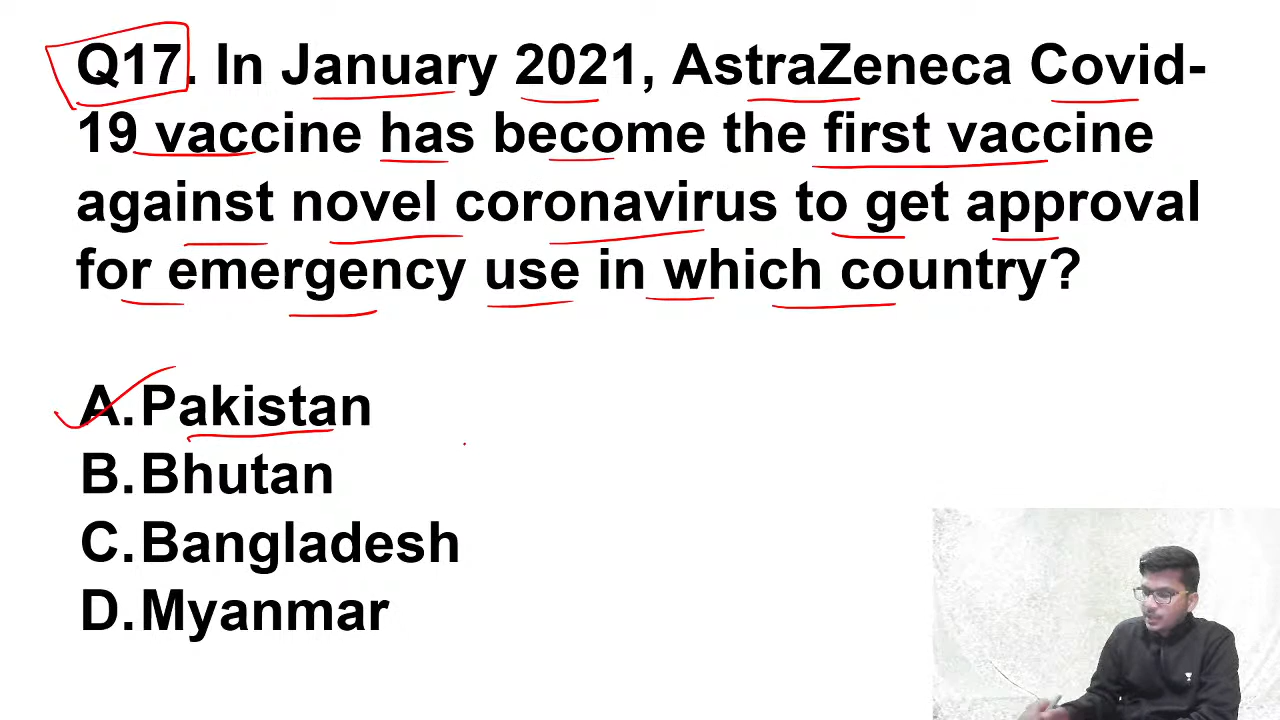 Q17. In January 2021, AstraZeneca Covid-
19 vaccine has become the first vaccine
against novel coronavirus to get approval
for emergency use in which country?
A. Pakistan
B. Bhutan
C. Bangladesh
D. Myanmar